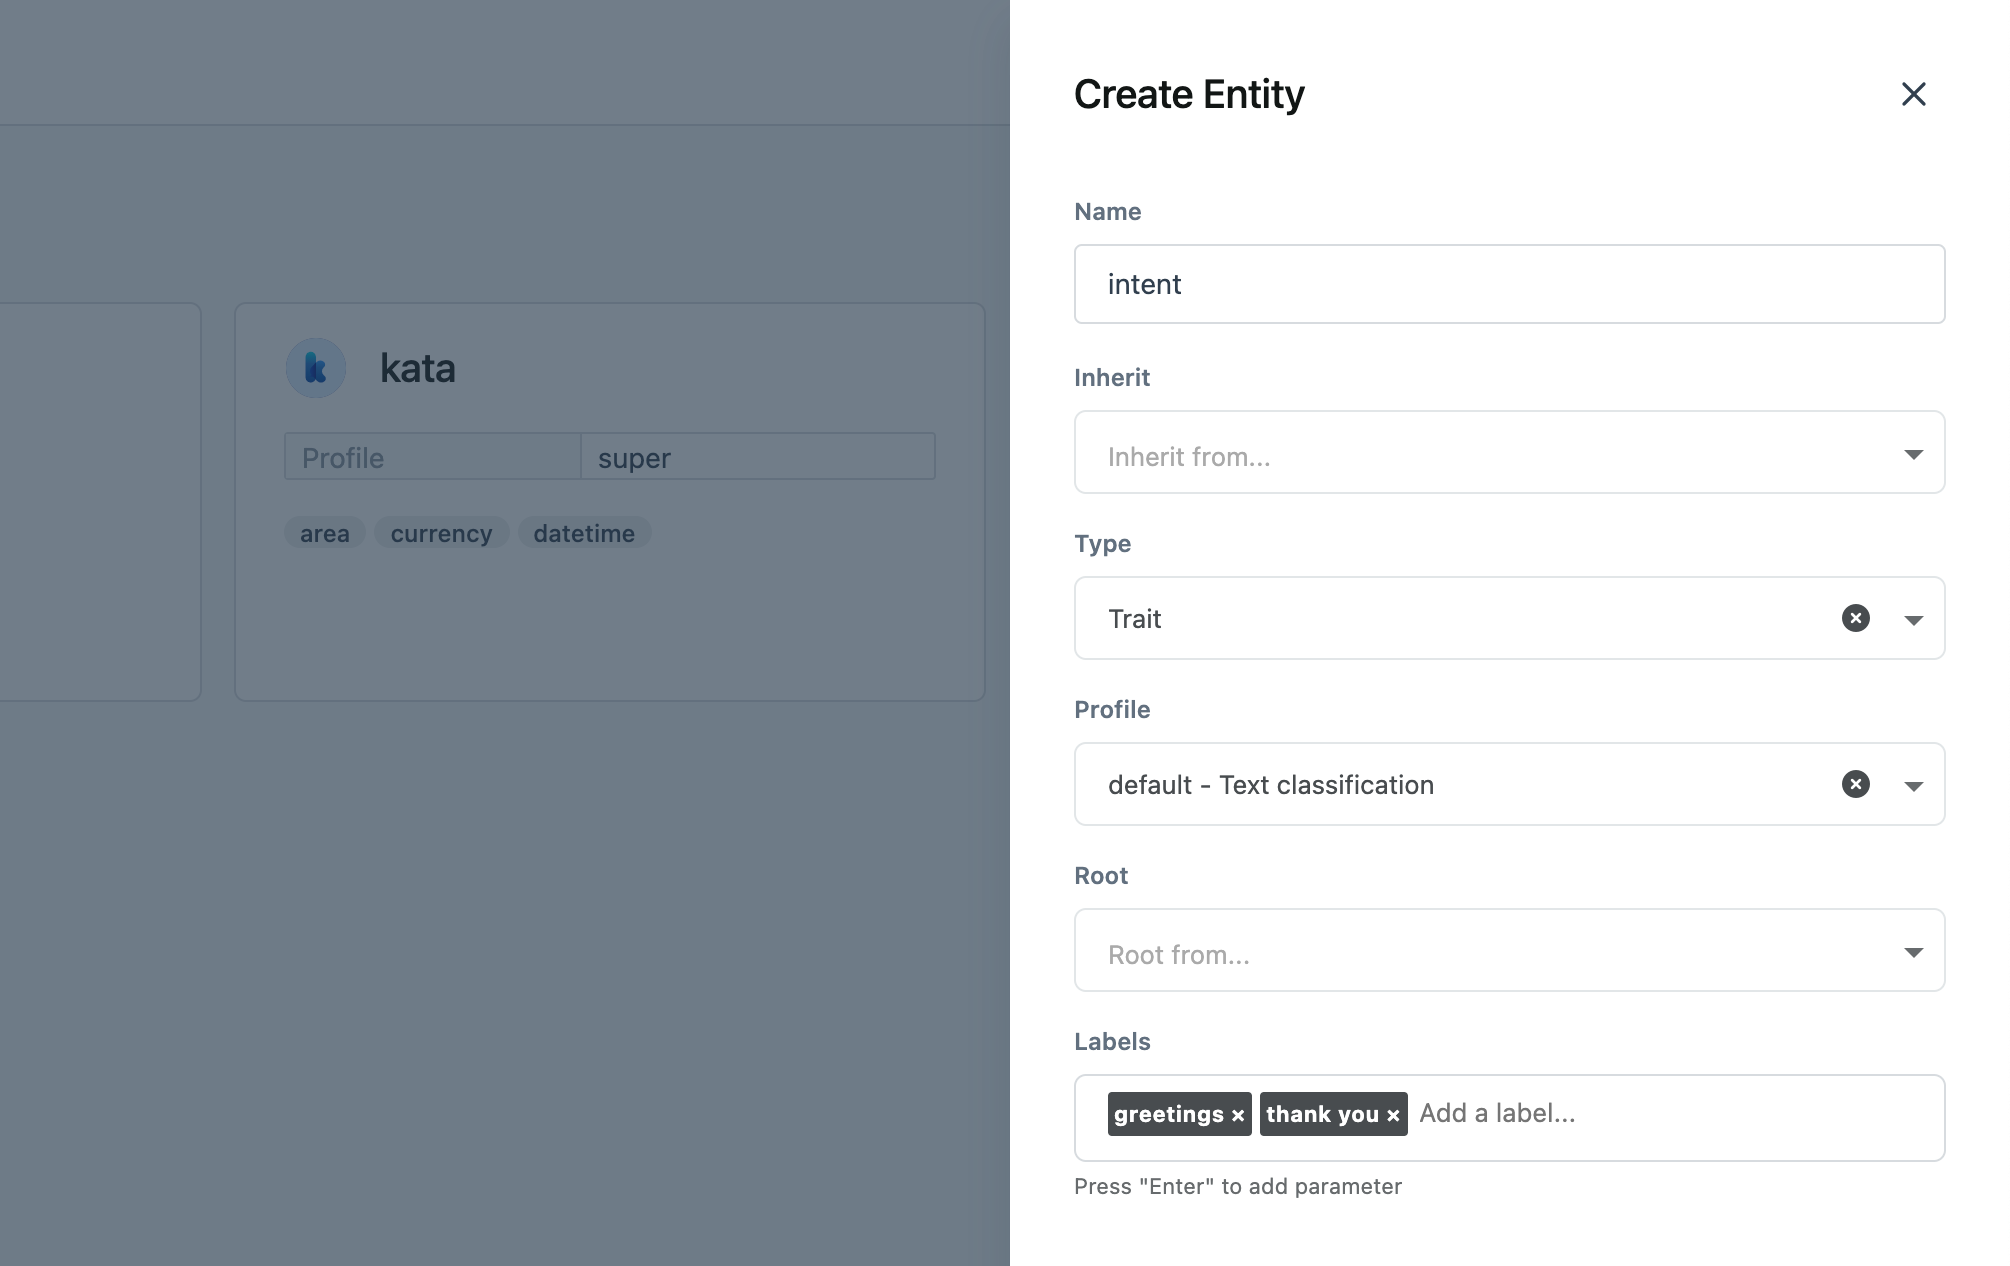 kata
Profile super
area currency datetime
Create Entity
Name
intent
Inherit
Inherit from...
Type
Trait
Profile
default - Text classification
Root
Root from...
Labels
greetings × thank you × Add a label...
Press "Enter" to add parameter